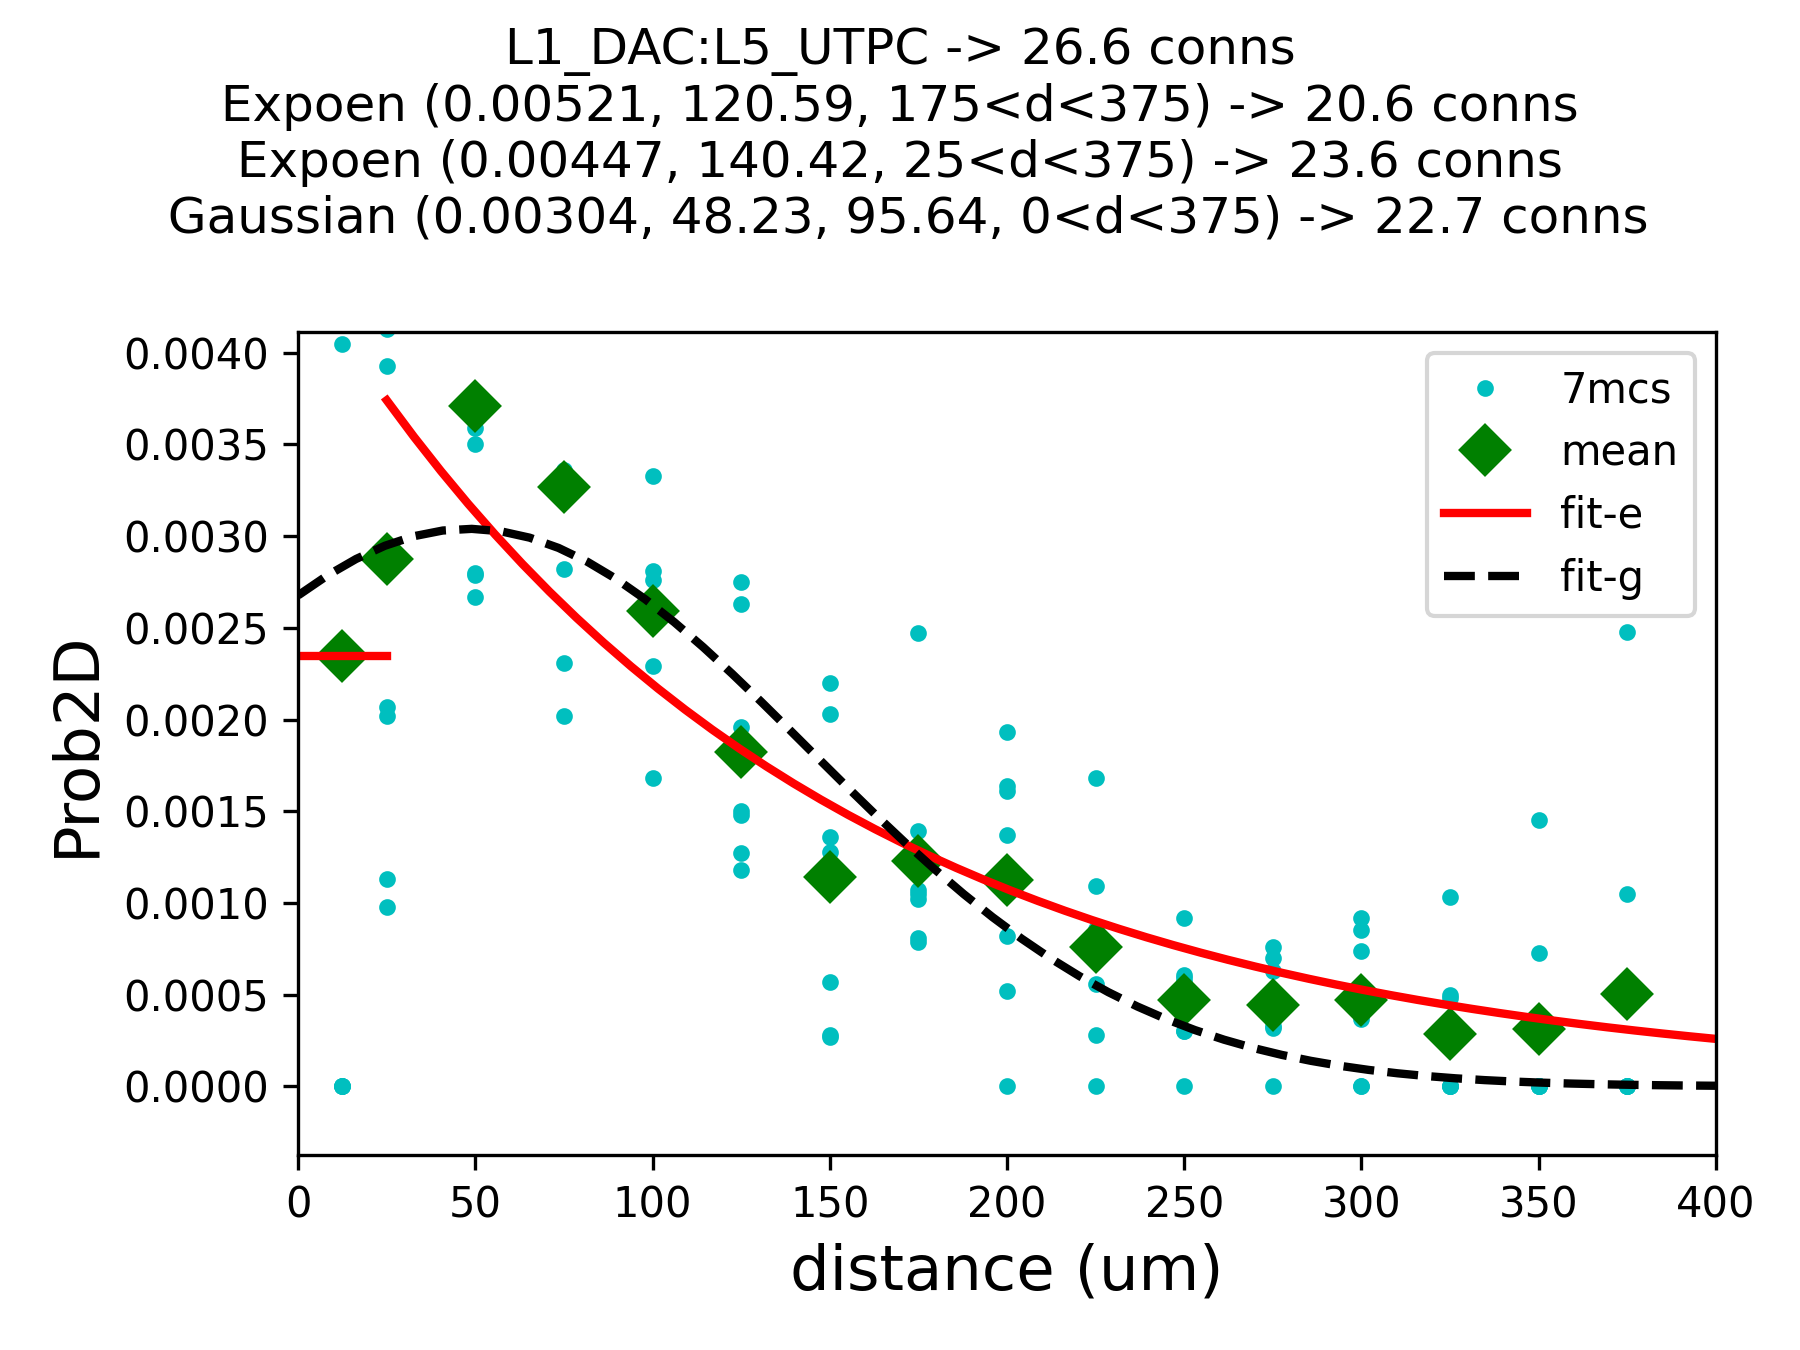 L1_DAC:L5_UTPC -> 26.6 conns
Expoen (0.00521, 120.59, 175<d<375) -> 20.6 conns
Expoen (0.00447, 140.42, 25<d<375) -> 23.6 conns
Gaussian (0.00304, 48.23, 95.64, 0<d<375) -> 22.7 conns
0.0040
0.0035
0.0030
0.0025
0.0020
0.0015
0.0010
0.0005
0.0000
Prob2D
7mcs
mean
fit-e
fit-g
0 50 100 150 200 250 300 350 400
distance (um)